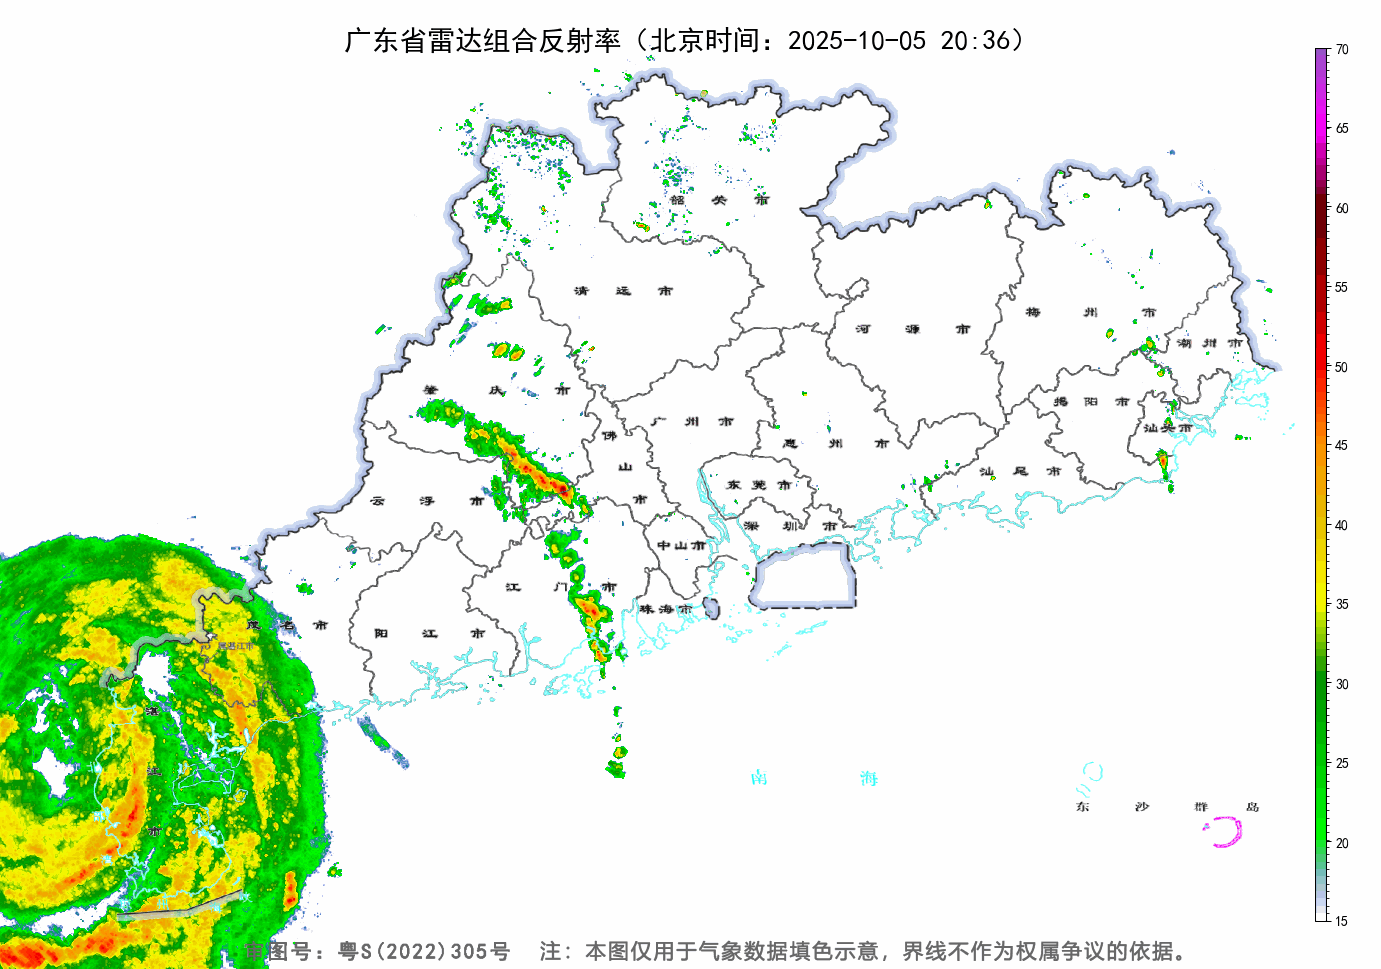 广东省雷达组合反射率（北京时间：2025-10-05 20:36）
70
65
60
55
50
45
40
35
30
25
20
15
韶关市
清远市
河源市
梅州市
潮州市
肇庆市
广州市
揭阳市
佛山市
惠州市
汕头市
汕尾市
东莞市
云浮市
深圳市
中山市
江门市
珠海市
茂名市
阳江市
湛江市
南海
东沙群岛
审图号：粤S(2022)305号 注：本图仅用于气象数据填色示意，界线不作为权属争议的依据。